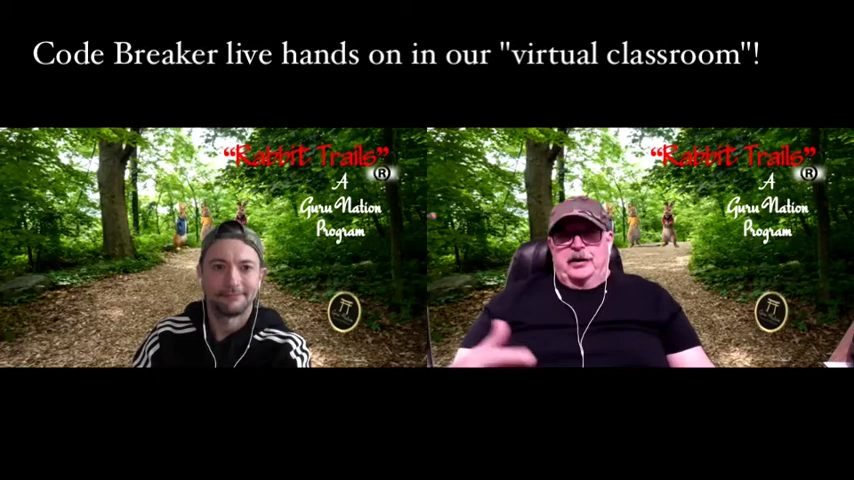 Code Breaker live hands on in our "virtual classroom"!
"Rabbit Trails"®
A
Guru Nation
Program
"Rabbit Trails"®
A
Guru Nation
Program